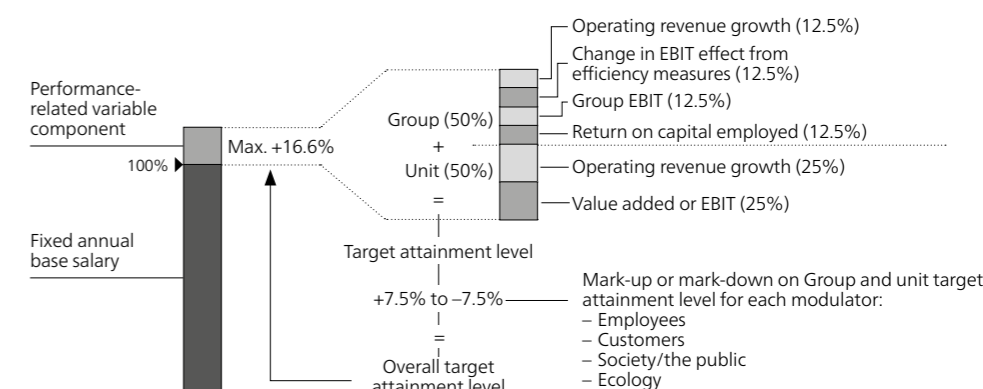 Operating revenue growth (12.5%)
Change in EBIT effect from
efficiency measures (12.5%)
Performance-
related variable
component
Group EBIT (12.5%)
Group (50%)
Return on capital employed (12.5%)
Max. +16.6%
+
100%
Unit (50%)
Operating revenue growth (25%)
=
Value added or EBIT (25%)
Fixed annual
base salary
Target attainment level
Mark-up or mark-down on Group and unit target
attainment level for each modulator:
+7.5% to –7.5%
– Employees
– Customers
=
– Society/the public
Overall target
– Ecology
attainment level